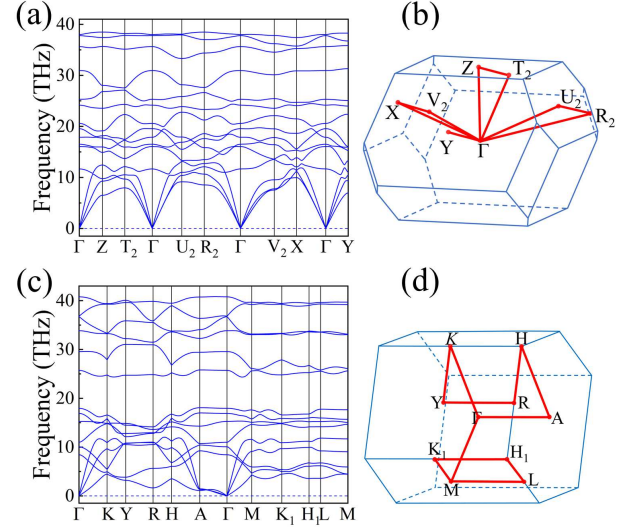 (a)
Frequency (THz)
40
30
20
10
0
Γ Z T₂ Γ U₂ R₂ Γ V₂ X Γ Y
(b)
Z
T₂
X
V₂
Y
Γ
U₂
R₂
(c)
Frequency (THz)
40
30
20
10
0
Γ K Y R H A Γ M K₁ H₁ L M
(d)
K
H
Y
R
Γ
A
K₁
H₁
M
L